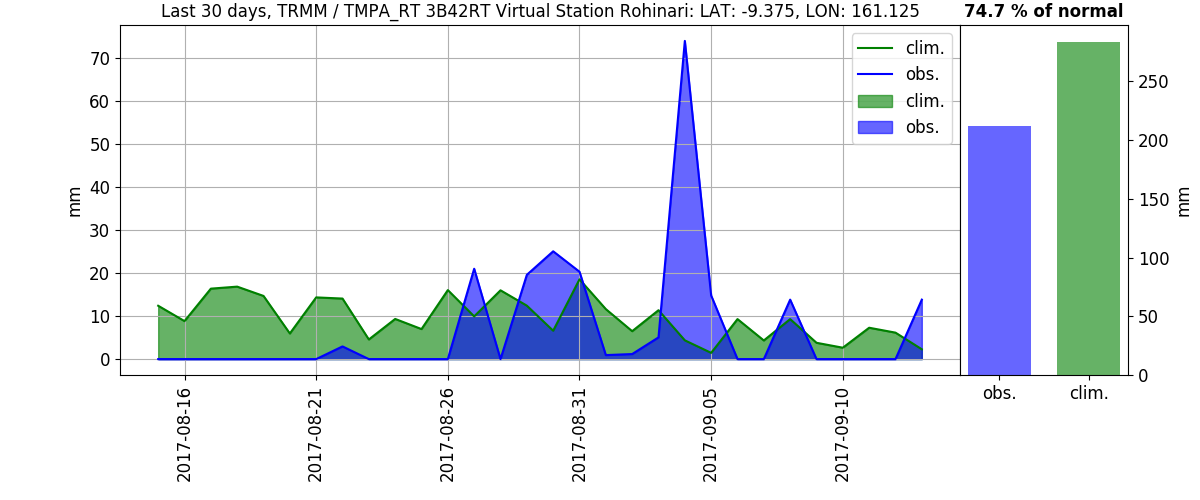 Last 30 days, TRMM / TMPA_RT 3B42RT Virtual Station Rohinari: LAT: -9.375, LON: 161.125
74.7 % of normal
clim.
obs.
clim.
obs.
mm
70
60
50
40
30
20
10
0
2017-08-16
2017-08-21
2017-08-26
2017-08-31
2017-09-05
2017-09-10
250
200
150
100
50
0
mm
obs.
clim.